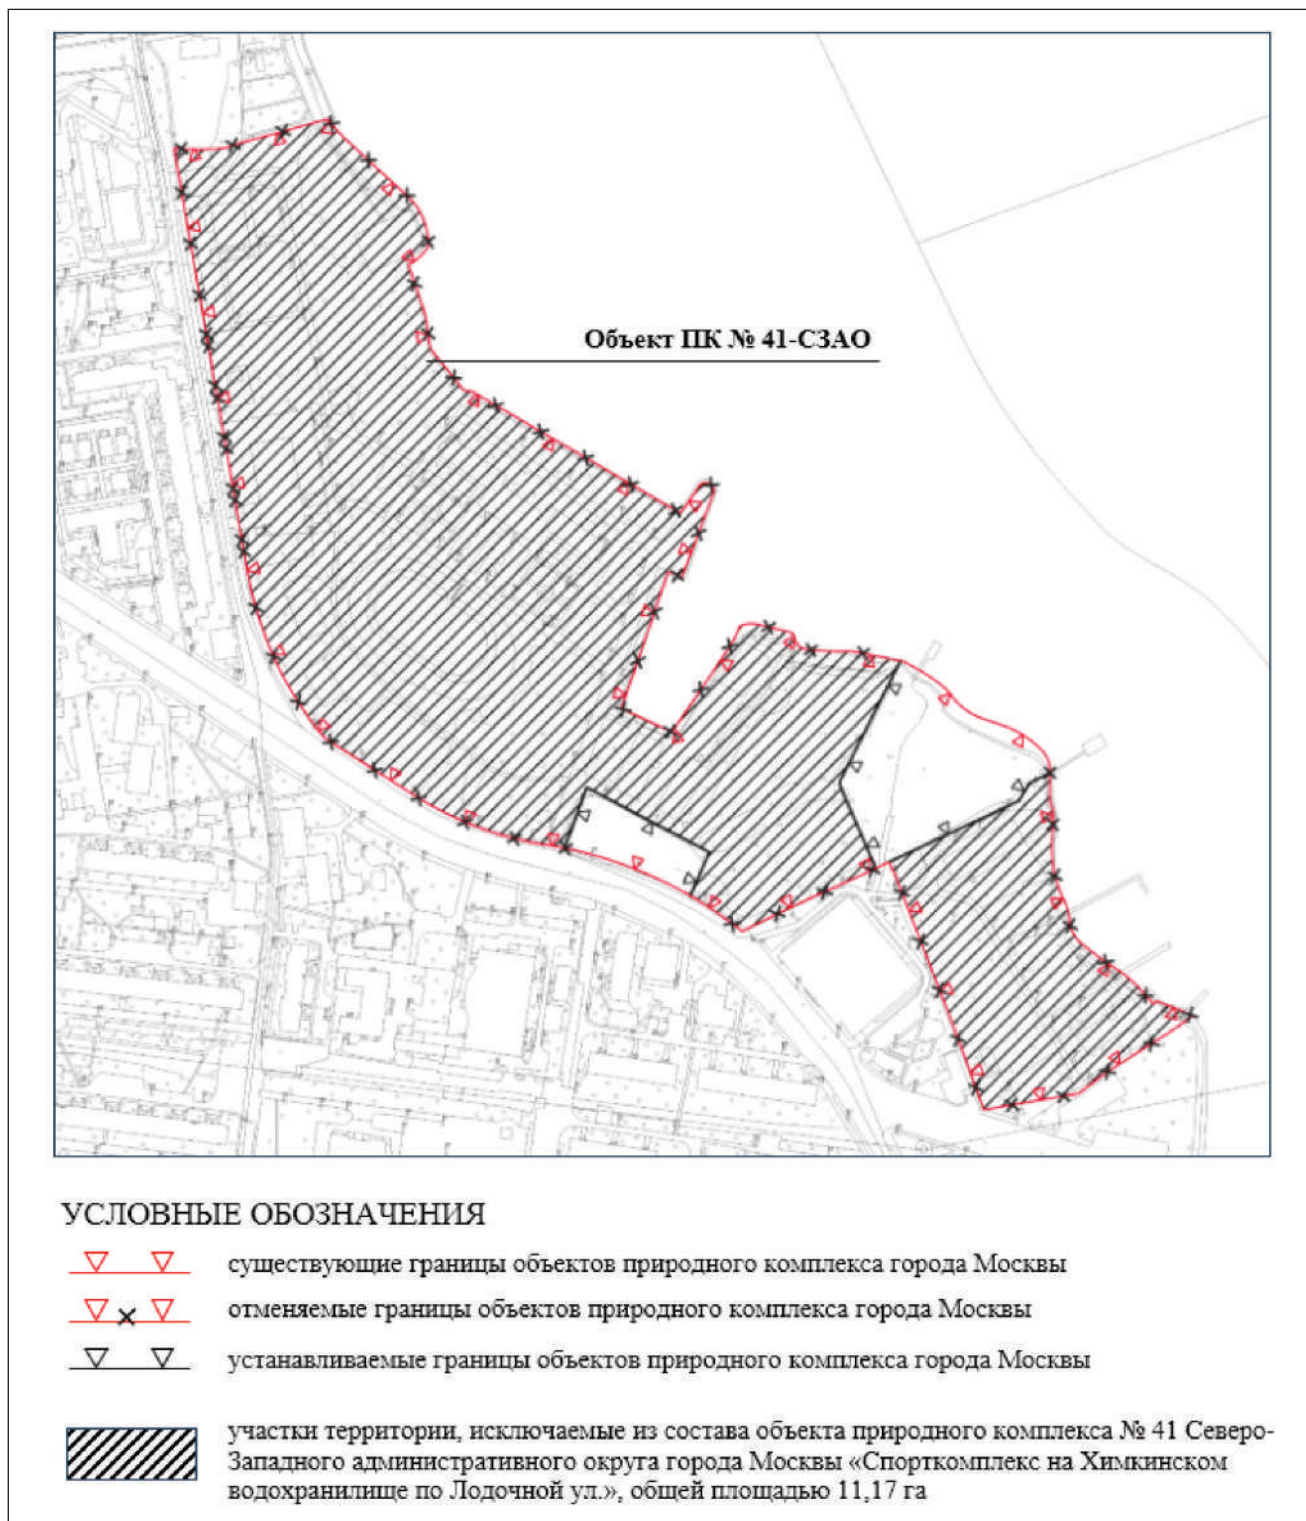 Объект ПК № 41-СЗАО
УСЛОВНЫЕ ОБОЗНАЧЕНИЯ
существующие границы объектов природного комплекса города Москвы
отменяемые границы объектов природного комплекса города Москвы
устанавливаемые границы объектов природного комплекса города Москвы
участки территории, исключаемые из состава объекта природного комплекса № 41 Северо-
Западного административного округа города Москвы «Спорткомплекс на Химкинском
водохранилище по Лодочной ул.», общей площадью 11,17 га